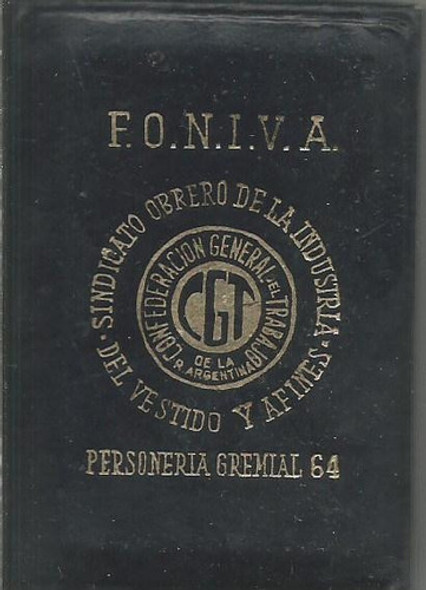 F.O.N.I.V.A.
· SINDICATO OBRERO DE LA INDUSTRIA ·
DEL VESTIDO Y AFINES
CONFEDERACION GENERAL DEL TRABAJO
DE LA
R. ARGENTINA
CGT
PERSONERIA GREMIAL 64